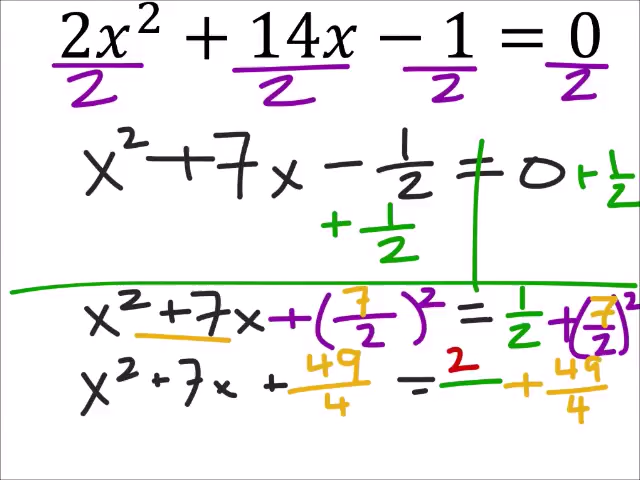 2x² + 14x − 1 = 0
2 2 2 2
x² + 7x − 1/2 = 0 + 1/2
+ 1/2
x² + 7x + (7/2)² = 1/2 + (7/2)²
x² + 7x + 49/4 = 2/ + 49/4